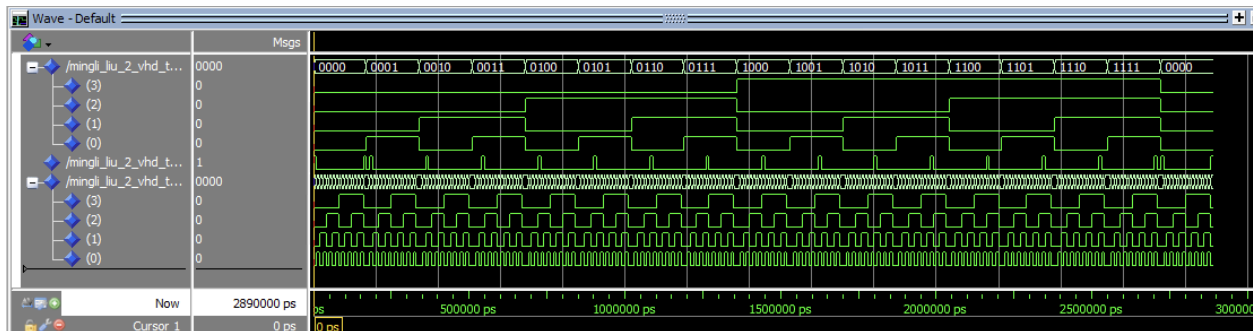 Wave - Default
Msgs
/mingli_liu_2_vhd_t... 0000 0000 0001 0010 0011 0100 0101 0110 0111 1000 1001 1010 1011 1100 1101 1110 1111 0000
(3) 0
(2) 0
(1) 0
(0) 0
/mingli_liu_2_vhd_t... 1
/mingli_liu_2_vhd_t... 0000
(3) 0
(2) 0
(1) 0
(0) 0
Now 2890000 ps ps 500000 ps 1000000 ps 1500000 ps 2000000 ps 2500000 ps 300000
Cursor 1 0 ps 0 ps